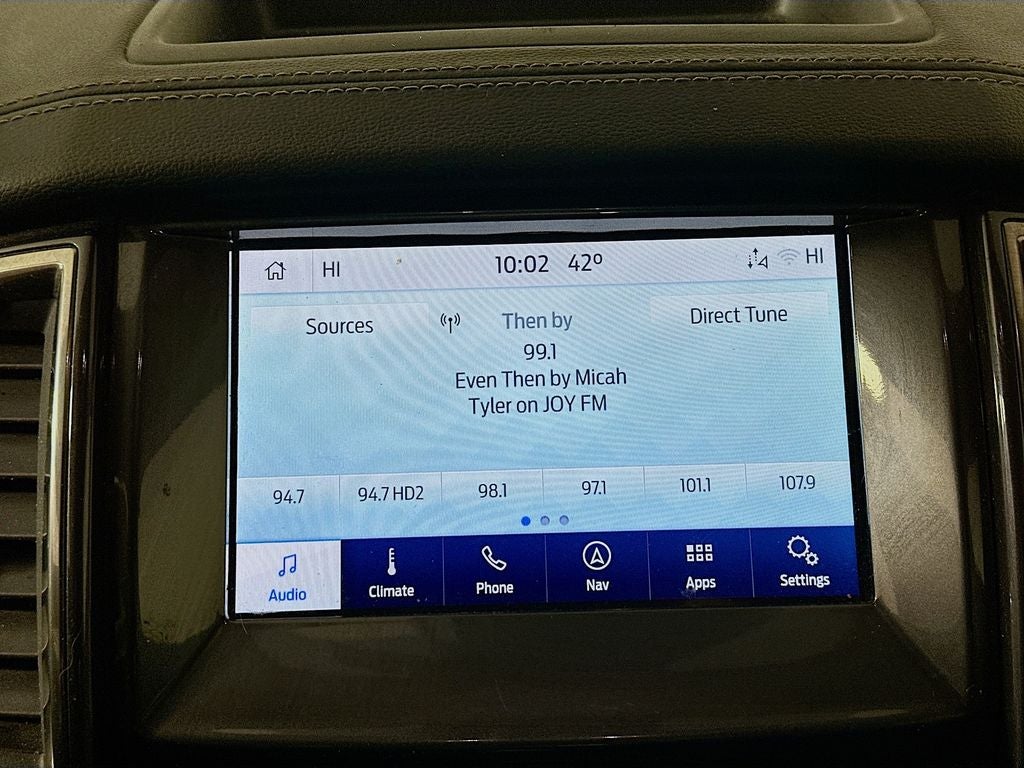 HI 10:02 42° HI
Sources Then by Direct Tune
99.1
Even Then by Micah
Tyler on JOY FM
94.7 94.7 HD2 98.1 97.1 101.1 107.9
Audio Climate Phone Nav Apps Settings